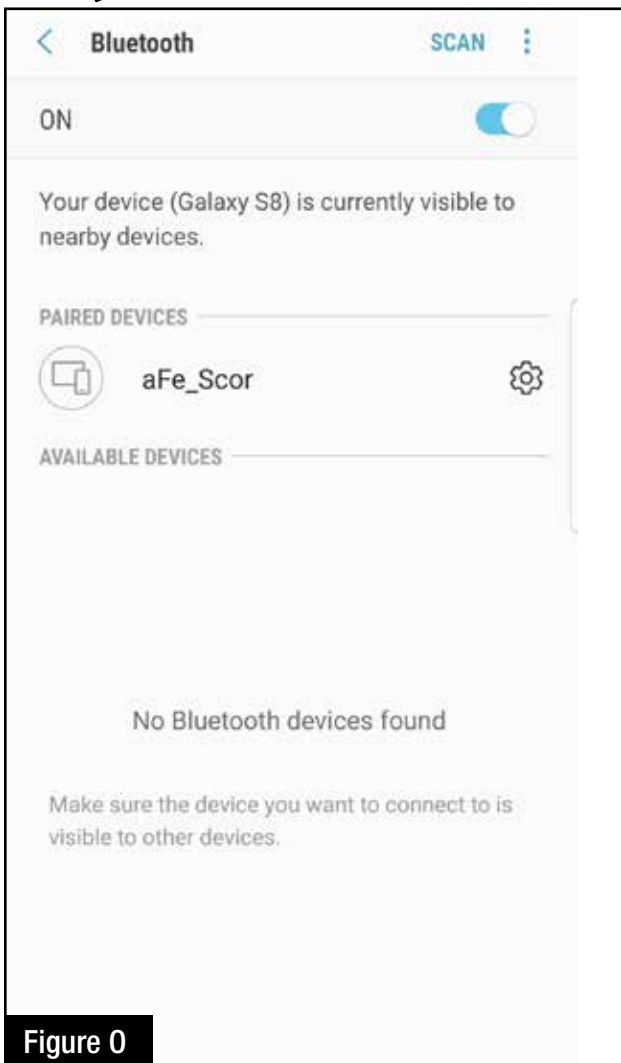 Bluetooth SCAN
ON
Your device (Galaxy S8) is currently visible to
nearby devices.
PAIRED DEVICES
aFe_Scor
AVAILABLE DEVICES
No Bluetooth devices found
Make sure the device you want to connect to is
visible to other devices.
Figure 0